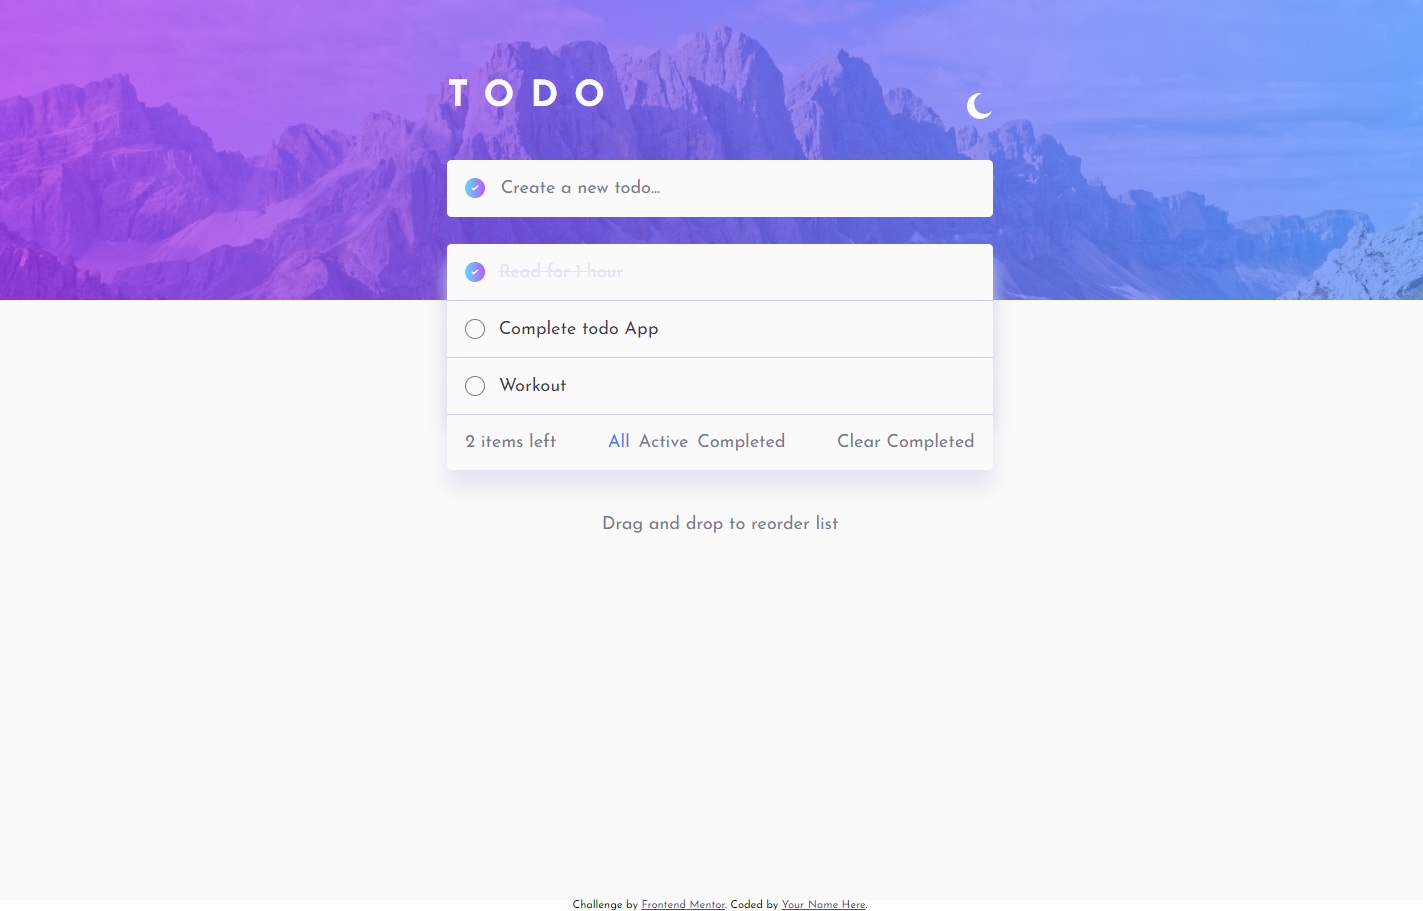 TODO
Create a new todo...
Read for 1 hour
Complete todo App
Workout
2 items left All Active Completed Clear Completed
Drag and drop to reorder list
Challenge by Frontend Mentor. Coded by Your Name Here.